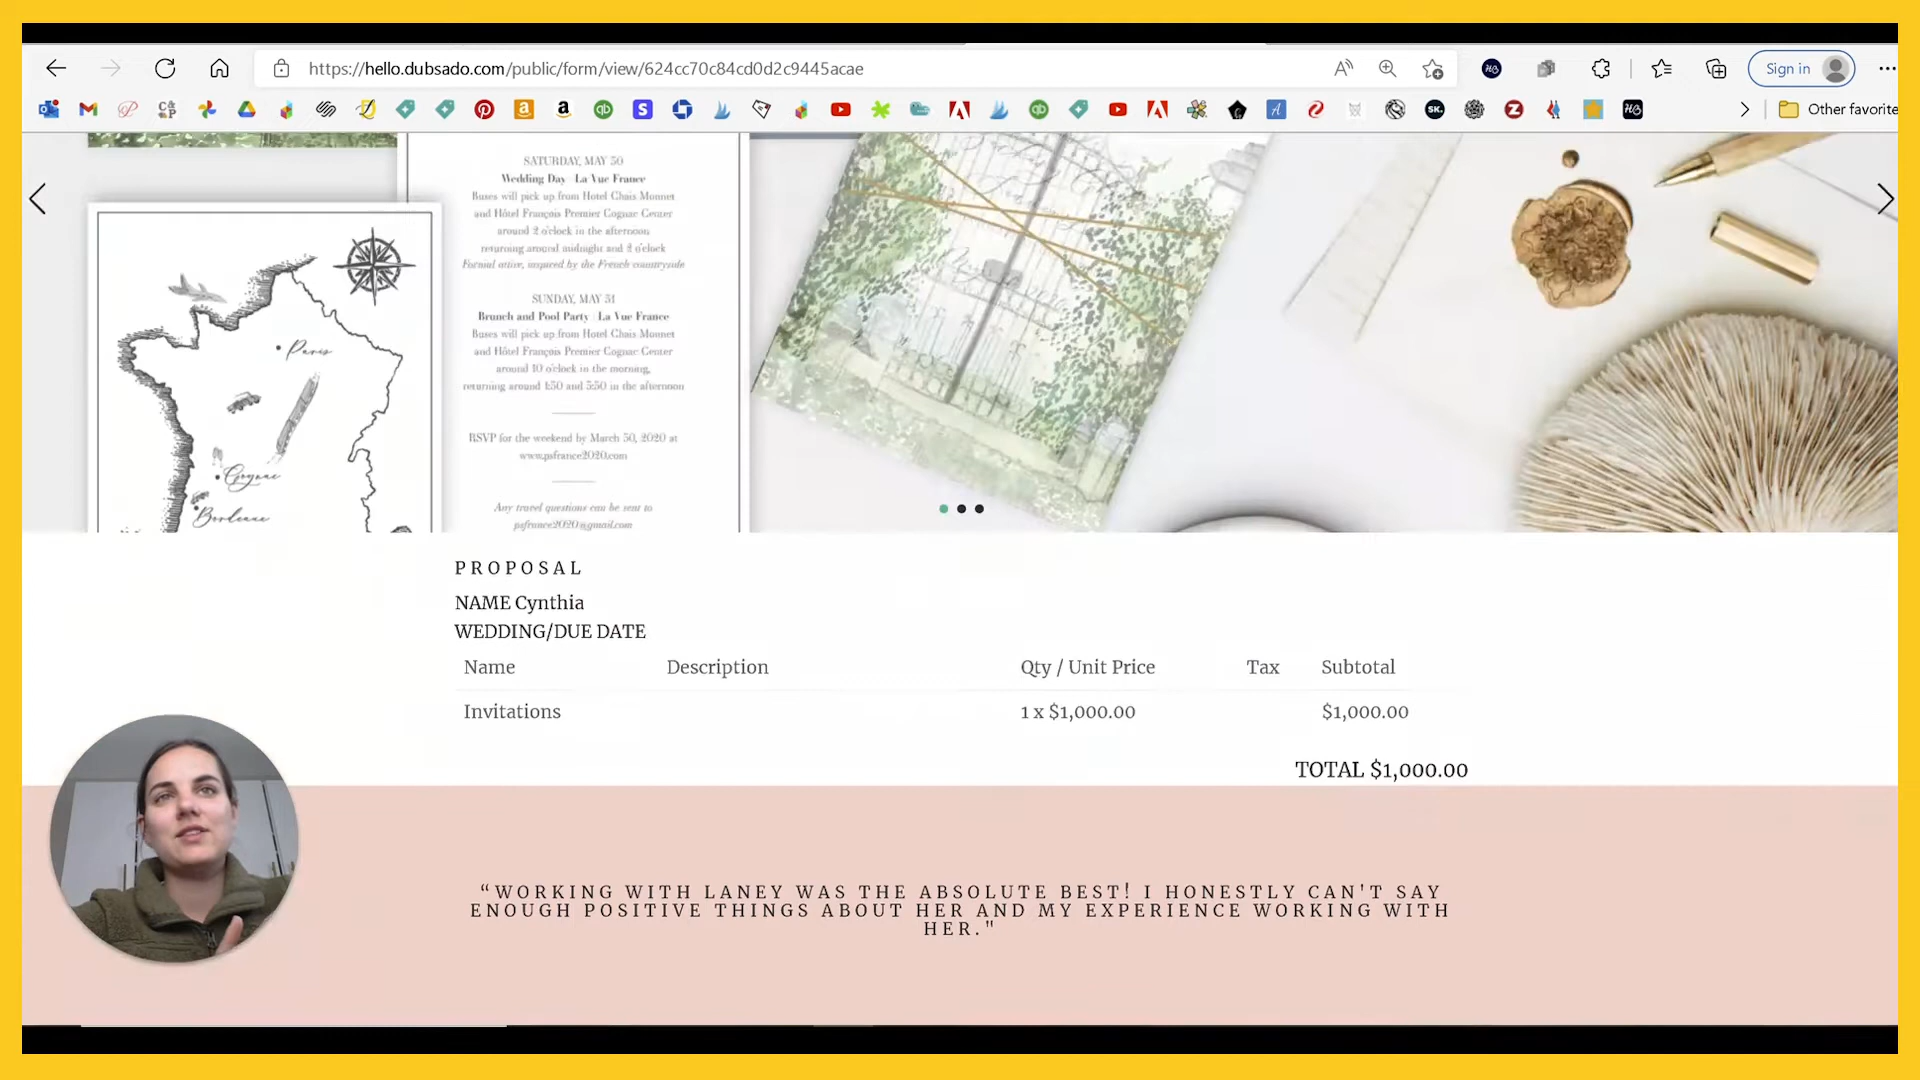 https://hello.dubsado.com/public/form/view/624cc70c84cd0d2c9445acae
Sign in
Other favorite
SATURDAY, MAY 30
Wedding Day La Vue France
Buses will pick up from Hotel Chais Monnet
and Hôtel François Premier Cognac Center
around 2 o'clock in the afternoon
returning around midnight and 2 o'clock
Formal attire, inspired by the French countryside
SUNDAY, MAY 31
Brunch and Pool Party La Vue France
Buses will pick up from Hotel Chais Monnet
and Hôtel François Premier Cognac Center
around 10 o'clock in the morning,
returning around 1:30 and 3:30 in the afternoon
RSVP for the weekend by March 30, 2020 at
www.psfrance2020.com
Any travel questions can be sent to
psfrance2020@gmail.com
Paris
Cognac
Bordeaux
PROPOSAL
NAME Cynthia
WEDDING/DUE DATE
Name Description Qty / Unit Price Tax Subtotal
Invitations 1 x $1,000.00 $1,000.00
TOTAL $1,000.00
“WORKING WITH LANEY WAS THE ABSOLUTE BEST! I HONESTLY CAN'T SAY
ENOUGH POSITIVE THINGS ABOUT HER AND MY EXPERIENCE WORKING WITH
HER."